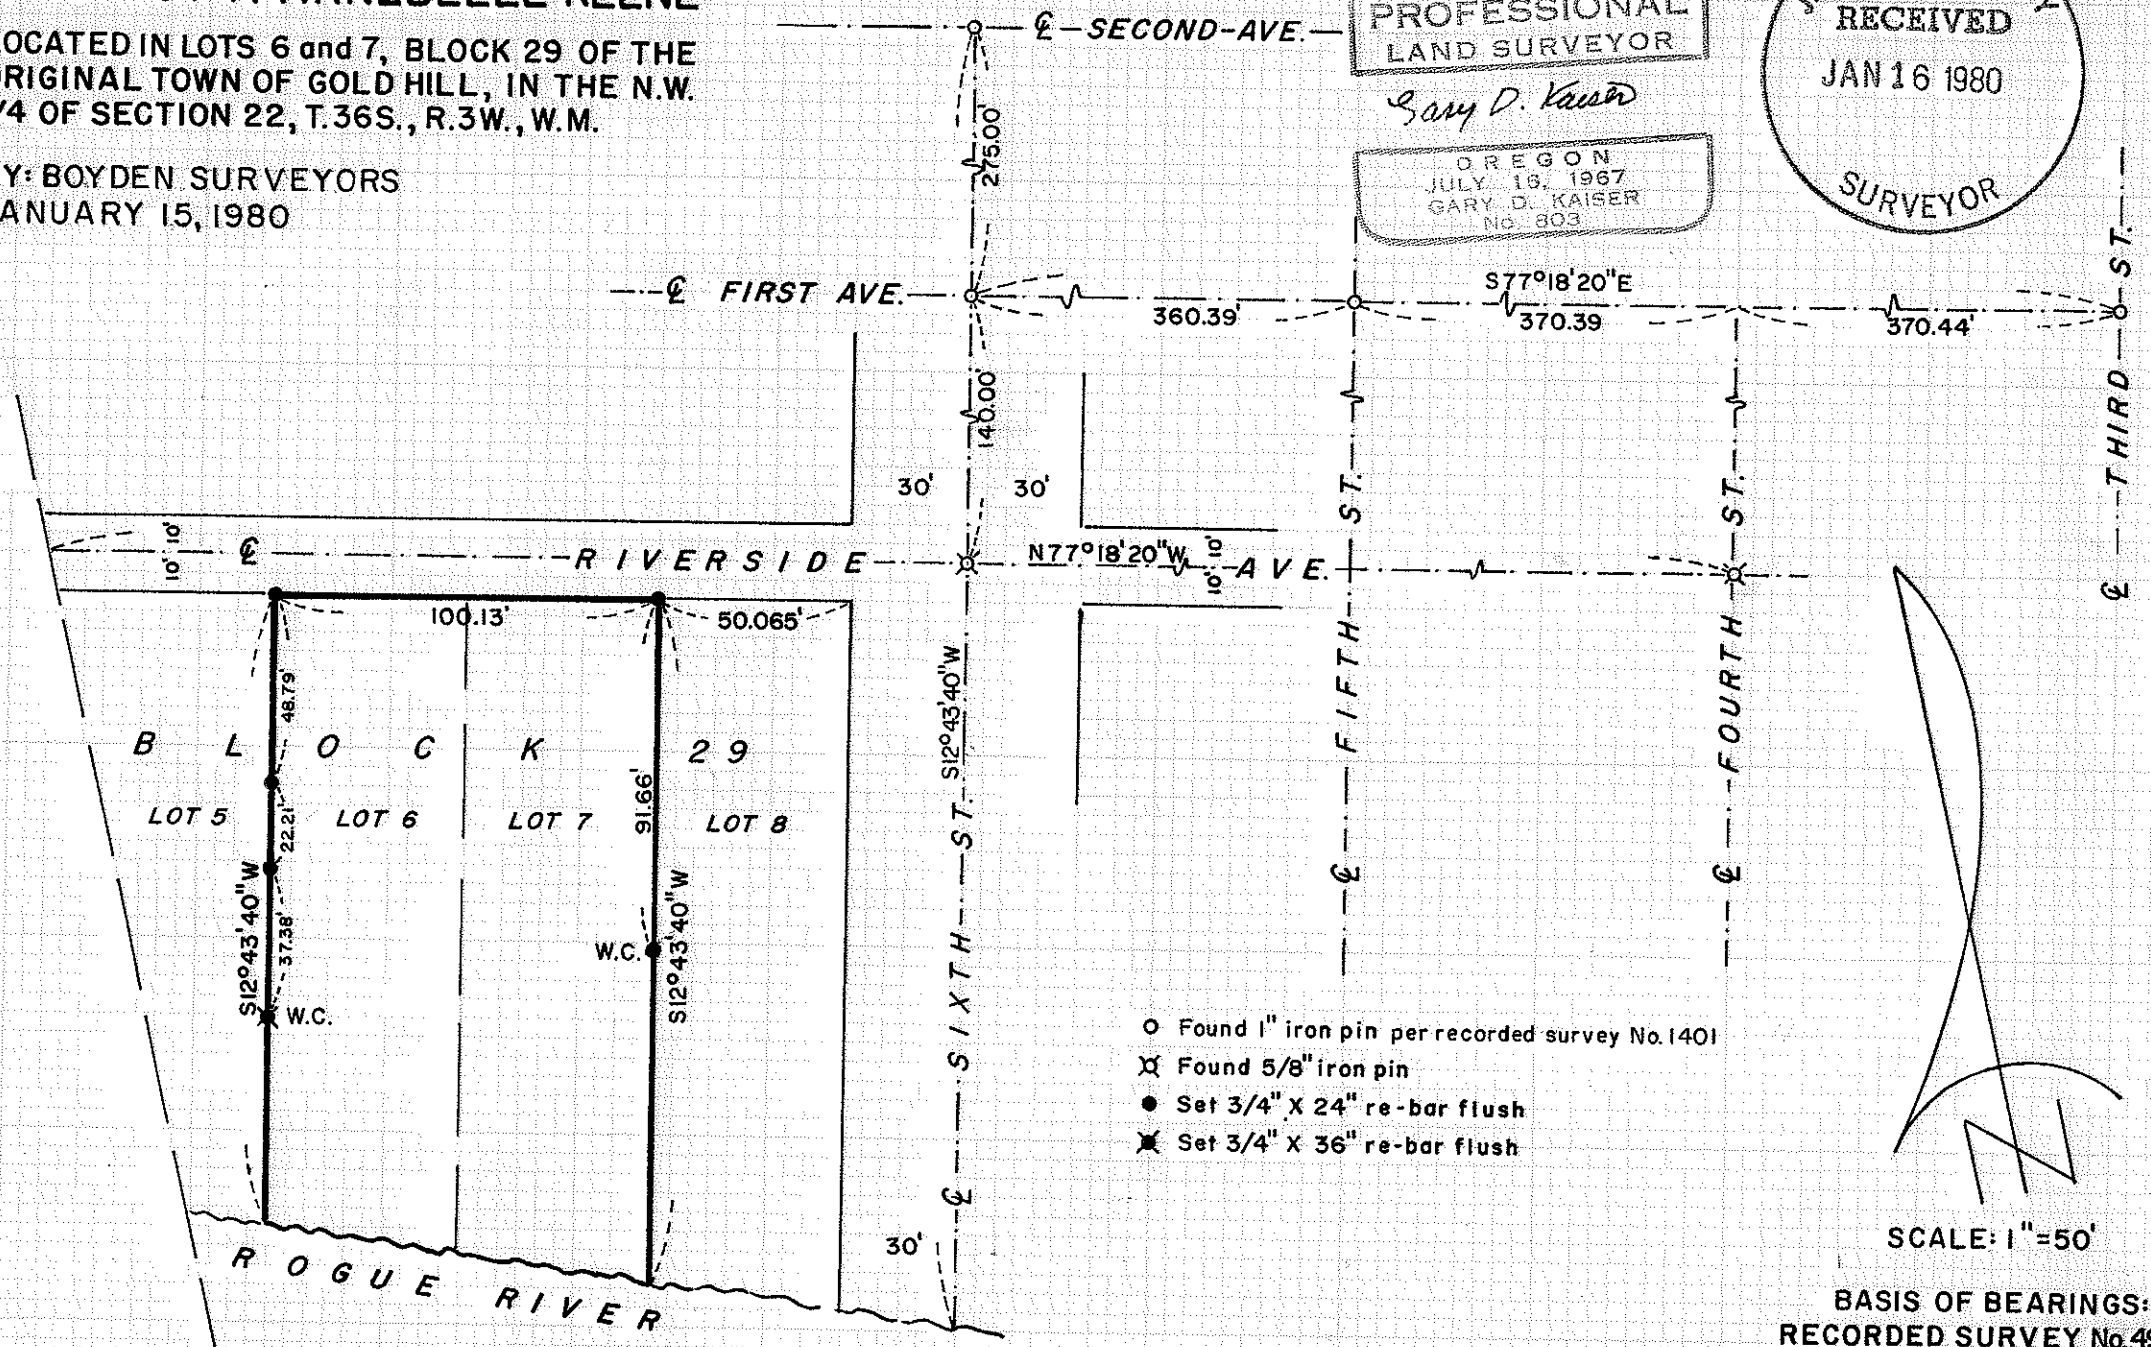 KEENE
LOCATED IN LOTS 6 and 7, BLOCK 29 OF THE
ORIGINAL TOWN OF GOLD HILL, IN THE N.W.
1/4 OF SECTION 22, T.36S., R.3W., W.M.
Y: BOYDEN SURVEYORS
ANUARY 15, 1980
℄ SECOND-AVE.
PROFESSIONAL
LAND SURVEYOR
Gary D. Kaiser
OREGON
JULY 16, 1967
GARY D. KAISER
No 803
RECEIVED
JAN 16 1980
SURVEYOR
275.00'
℄ FIRST AVE.
360.39'
S77°18'20"E
370.39
370.44'
140.00'
30'
30'
℄ THIRD ST.
10'
10'
℄ RIVERSIDE AVE.
N77°18'20"W
10'
10'
100.13'
50.065'
48.79'
22.21'
37.38'
S12°43'40"W
W.C.
91.66'
S12°43'40"W
W.C.
BLOCK 29
LOT 5
LOT 6
LOT 7
LOT 8
S12°43'40"W
℄ SIXTH ST.
℄ FIFTH ST.
℄ FOURTH ST.
30'
Found 1" iron pin per recorded survey No. 1401
Found 5/8" iron pin
Set 3/4" X 24" re-bar flush
Set 3/4" X 36" re-bar flush
ROGUE RIVER
N
SCALE: 1"=50'
BASIS OF BEARINGS:
RECORDED SURVEY No.